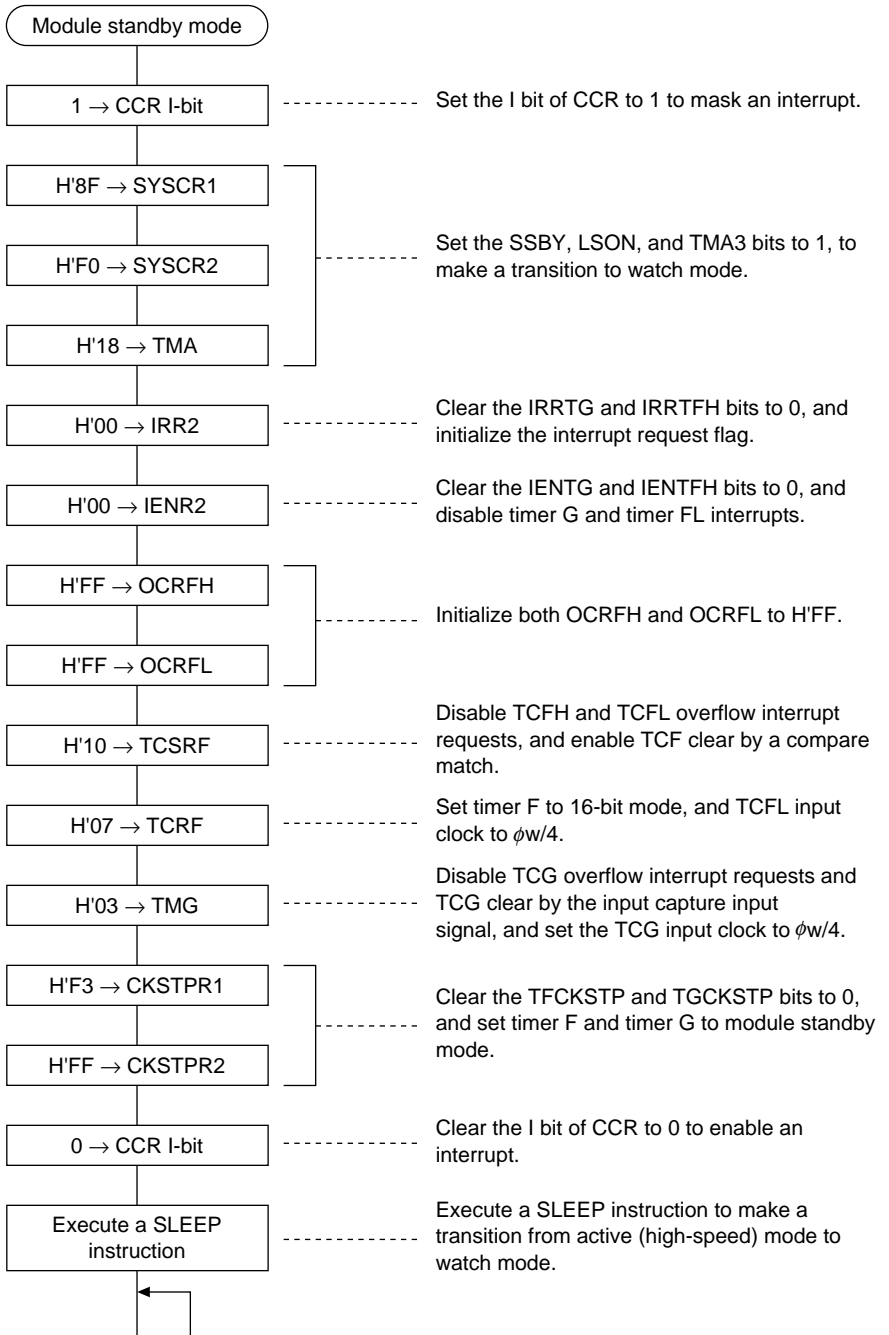 Module standby mode
1 → CCR I-bit
Set the I bit of CCR to 1 to mask an interrupt.
H'8F → SYSCR1
H'F0 → SYSCR2
H'18 → TMA
Set the SSBY, LSON, and TMA3 bits to 1, to
make a transition to watch mode.
H'00 → IRR2
Clear the IRRTG and IRRTFH bits to 0, and
initialize the interrupt request flag.
H'00 → IENR2
Clear the IENTG and IENTFH bits to 0, and
disable timer G and timer FL interrupts.
H'FF → OCRFH
H'FF → OCRFL
Initialize both OCRFH and OCRFL to H'FF.
H'10 → TCSRF
Disable TCFH and TCFL overflow interrupt
requests, and enable TCF clear by a compare
match.
H'07 → TCRF
Set timer F to 16-bit mode, and TCFL input
clock to ϕw/4.
H'03 → TMG
Disable TCG overflow interrupt requests and
TCG clear by the input capture input
signal, and set the TCG input clock to ϕw/4.
H'F3 → CKSTPR1
H'FF → CKSTPR2
Clear the TFCKSTP and TGCKSTP bits to 0,
and set timer F and timer G to module standby
mode.
0 → CCR I-bit
Clear the I bit of CCR to 0 to enable an
interrupt.
Execute a SLEEP
instruction
Execute a SLEEP instruction to make a
transition from active (high-speed) mode to
watch mode.